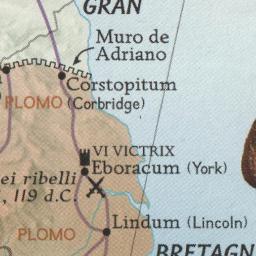 GRAN
Muro de
Adriano
Corstopitum
PLOMO (Corbridge)
VI VICTRIX
Eboracum (York)
ei ribelli
, 119 d.C.
Lindum (Lincoln)
PLOMO
BRETAGN